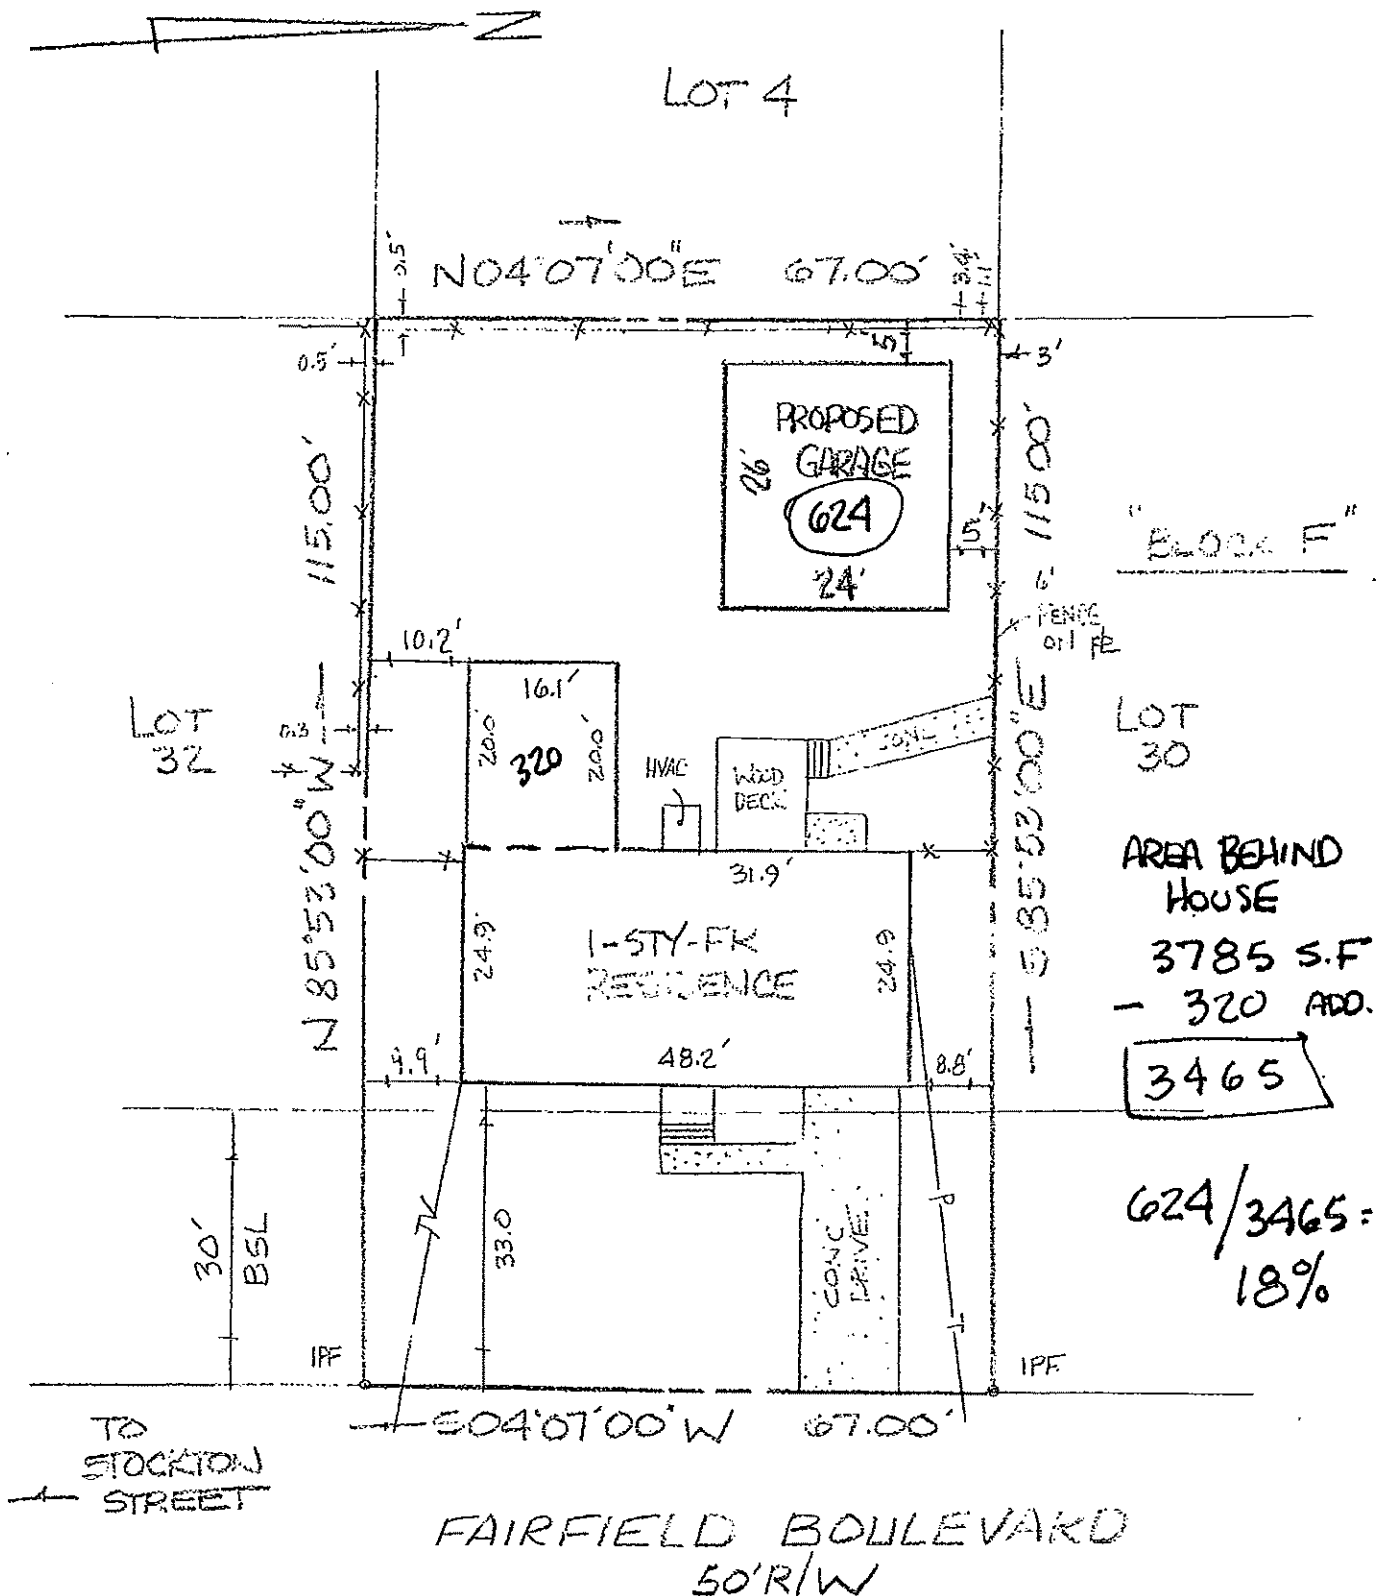 N
LOT 4
N04°07'00"E 67.00'
0.5'
3.4'
1.1'
0.5'
5'
3'
PROPOSED
GARAGE
624
26'
24'
5'
115.00'
N 85°53'00"W
115.00'
S 85°53'00"E
"BLOCK F"
6'
FENCE
10.2'
16.1'
20.0'
320
20.0'
LOT
32
0.3
HVAC
WOOD
DECK
CONC
LOT
30
31.9'
1-STY-FR
RESIDENCE
24.9
24.9
48.2'
9.9'
8.8'
AREA BEHIND
HOUSE
3785 S.F
- 320 ADD.
3465
624/3465=
18%
30'
BSL
33.0
CONC
DRIVE
P
IPF
IPF
S04°07'00"W 67.00'
TO
STOCKTON
STREET
FAIRFIELD BOULEVARD
50'R/W